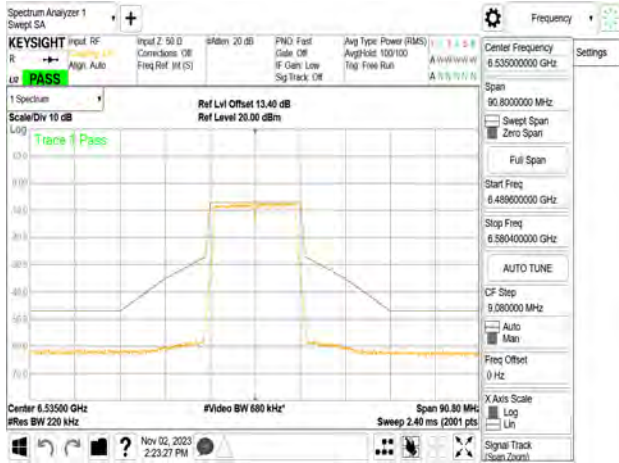 Spectrum Analyzer 1
Swept SA
Frequency
KEYSIGHT
Input: RF
Align: Auto
Input Z: 50 Ω
Corrections: Off
Freq Ref: Int (S)
#Atten: 20 dB
PNO: Fast
Gate: Off
IF Gain: Low
Sig Track: Off
Avg Type: Power (RMS)
Avg|Hold: 100/100
Trig: Free Run
A W W W W W
A N N N N N
R
LXI
PASS
1 Spectrum
Scale/Div 10 dB
Ref Lvl Offset 13.40 dB
Ref Level 20.00 dBm
Log
Trace 1 Pass
Center 6.53500 GHz
#Res BW 220 kHz
#Video BW 680 kHz*
Span 90.80 MHz
Sweep 2.40 ms (2001 pts)
Nov 02, 2023
2:23:27 PM
Center Frequency
6.535000000 GHz
Settings
Span
90.8000000 MHz
Swept Span
Zero Span
Full Span
Start Freq
6.489600000 GHz
Stop Freq
6.580400000 GHz
AUTO TUNE
CF Step
9.080000 MHz
Auto
Man
Freq Offset
0 Hz
X Axis Scale
Log
Lin
Signal Track
(Span Zoom)